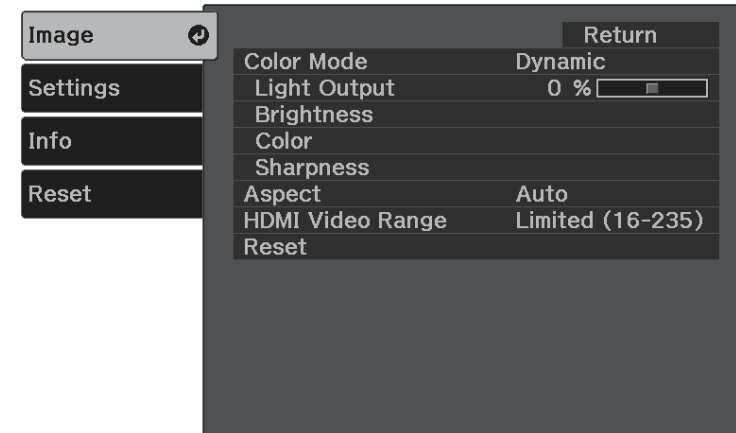 Image
Settings
Info
Reset
Return
Color Mode Dynamic
Light Output 0 %
Brightness
Color
Sharpness
Aspect Auto
HDMI Video Range Limited (16-235)
Reset